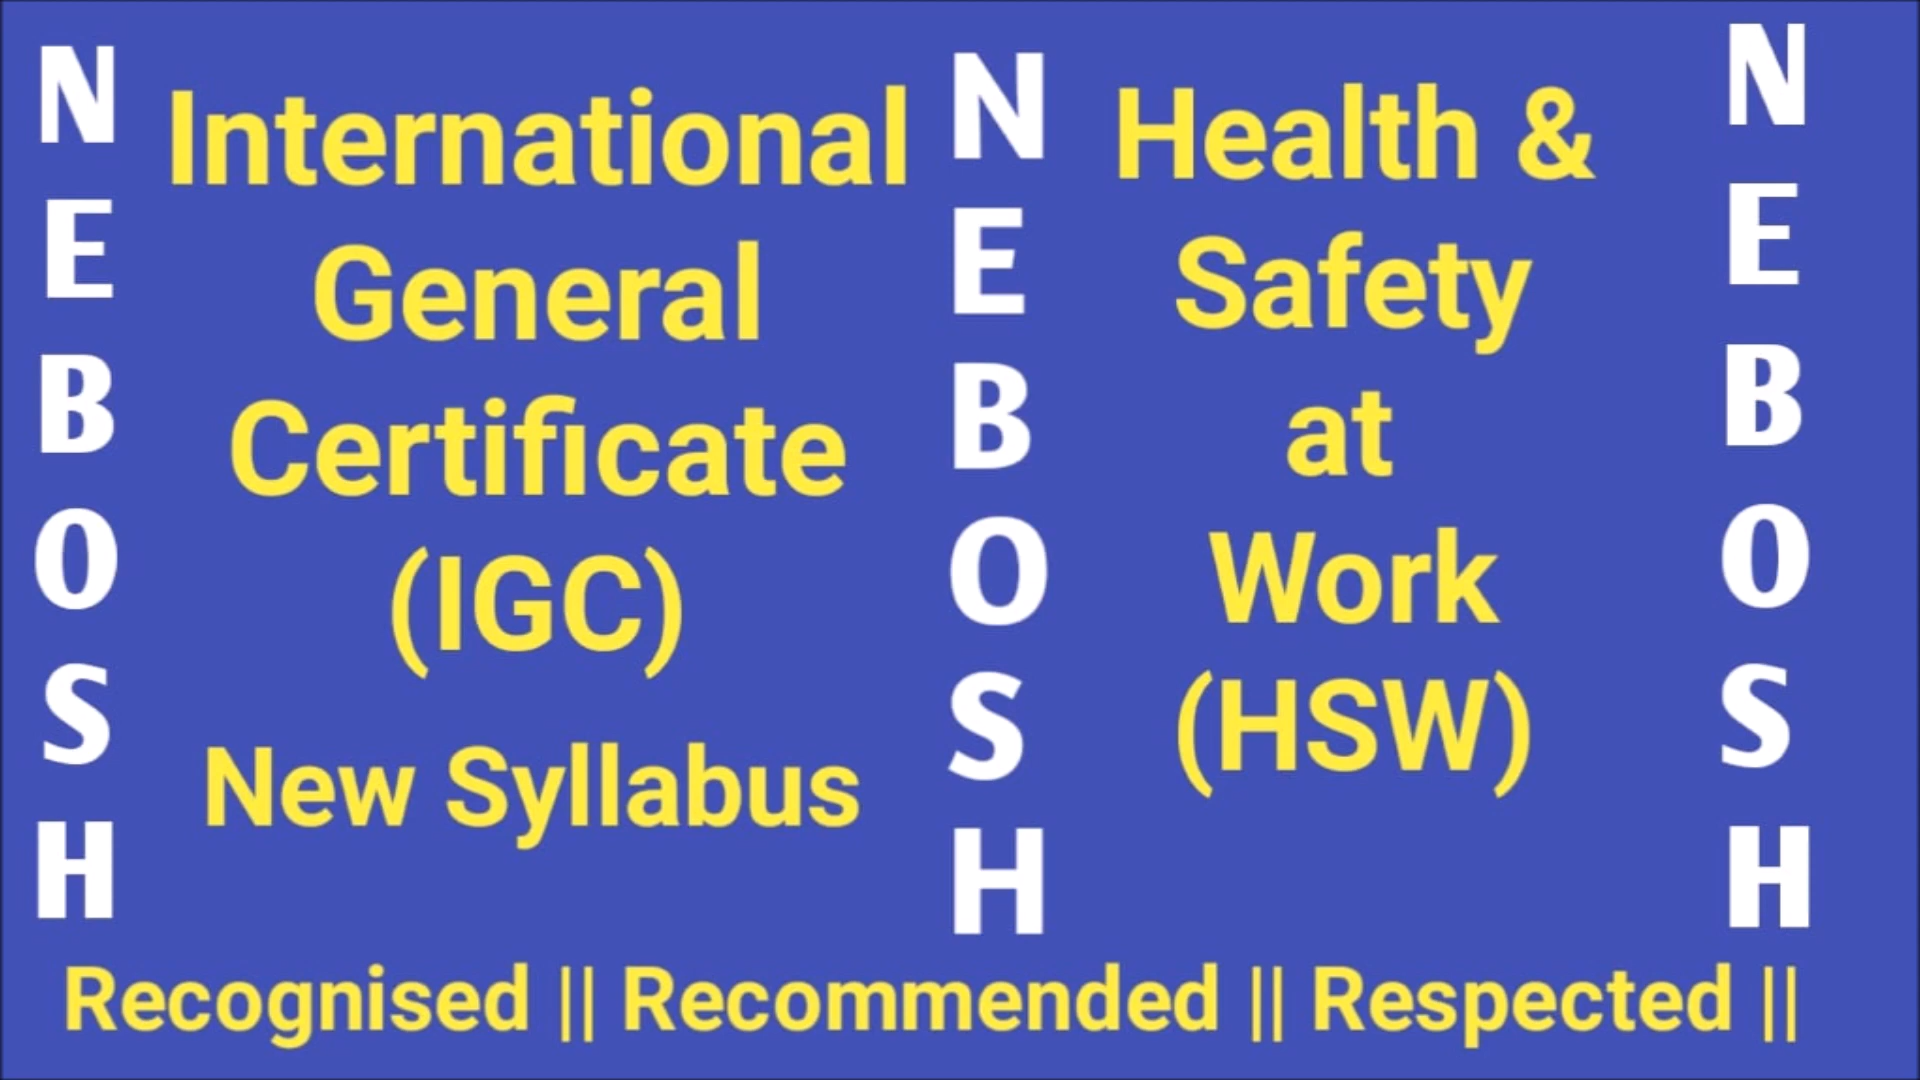 NEBOSH
International
General
Certificate
(IGC)
New Syllabus
NEBOSH
Health &
Safety
at
Work
(HSW)
NEBOSH
Recognised || Recommended || Respected ||